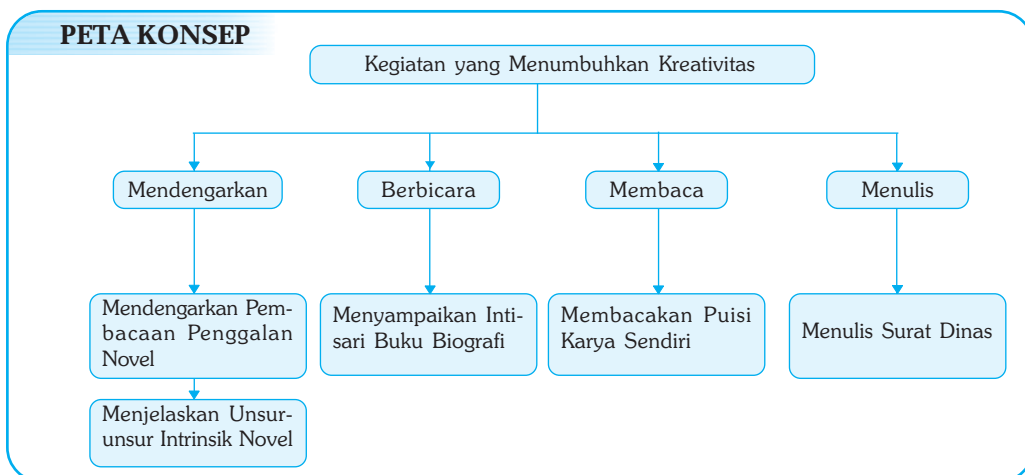 PETA KONSEP
Kegiatan yang Menumbuhkan Kreativitas
Mendengarkan
Berbicara
Membaca
Menulis
Mendengarkan Pem-
bacaan Penggalan
Novel
Menyampaikan Inti-
sari Buku Biografi
Membacakan Puisi
Karya Sendiri
Menulis Surat Dinas
Menjelaskan Unsur-
unsur Intrinsik Novel